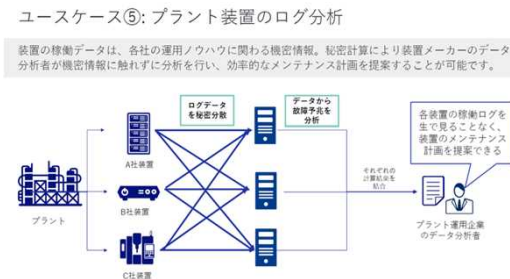 ユースケース⑤: プラント装置のログ分析
装置の稼働データは、各社の運用ノウハウに関わる機密情報。秘密計算により装置メーカーのデータ
分析者が機密情報に触れずに分析を行い、効率的なメンテナンス計画を提案することが可能です。
ログデータ
を秘密分散
データから
故障予兆を
分析
各装置の稼働ログを
生で見ることなく、
装置のメンテナンス
計画を提案できる
A社装置
それぞれの
計算結果を
結合
B社装置
プラント
プラント運用企業
のデータ分析者
C社装置